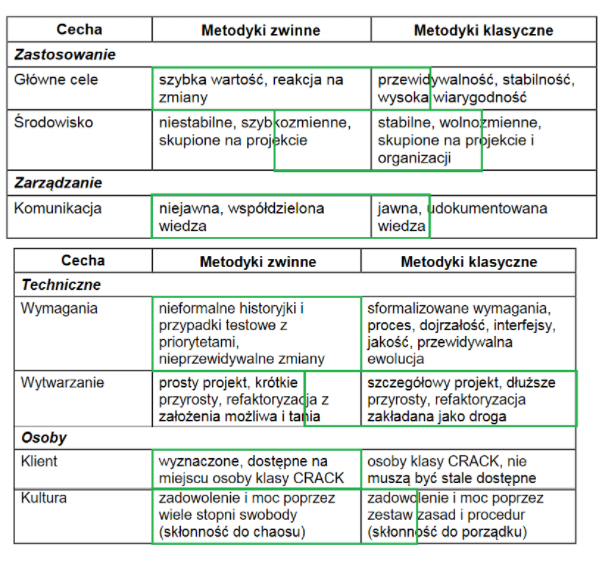 Cecha Metodyki zwinne Metodyki klasyczne
Zastosowanie
Główne cele szybka wartość, reakcja na przewidywalność, stabilność,
zmiany wysoka wiarygodność
Środowisko niestabilne, szybkozmienne, stabilne, wolnozmienne,
skupione na projekcie skupione na projekcie i
organizacji
Zarządzanie
Komunikacja niejawna, współdzielona jawna, udokumentowana
wiedza wiedza
Cecha Metodyki zwinne Metodyki klasyczne
Techniczne
Wymagania nieformalne historyjki i sformalizowane wymagania,
przypadki testowe z proces, dojrzałość, interfejsy,
priorytetami, jakość, przewidywalna
nieprzewidywalne zmiany ewolucja
Wytwarzanie prosty projekt, krótkie szczegółowy projekt, dłuższe
przyrosty, refaktoryzacja z przyrosty, refaktoryzacja
założenia możliwa i tania zakładana jako droga
Osoby
Klient wyznaczone, dostępne na osoby klasy CRACK, nie
miejscu osoby klasy CRACK muszą być stale dostępne
Kultura zadowolenie i moc poprzez zadowolenie i moc poprzez
wiele stopni swobody zestaw zasad i procedur
(skłonność do chaosu) (skłonność do porządku)